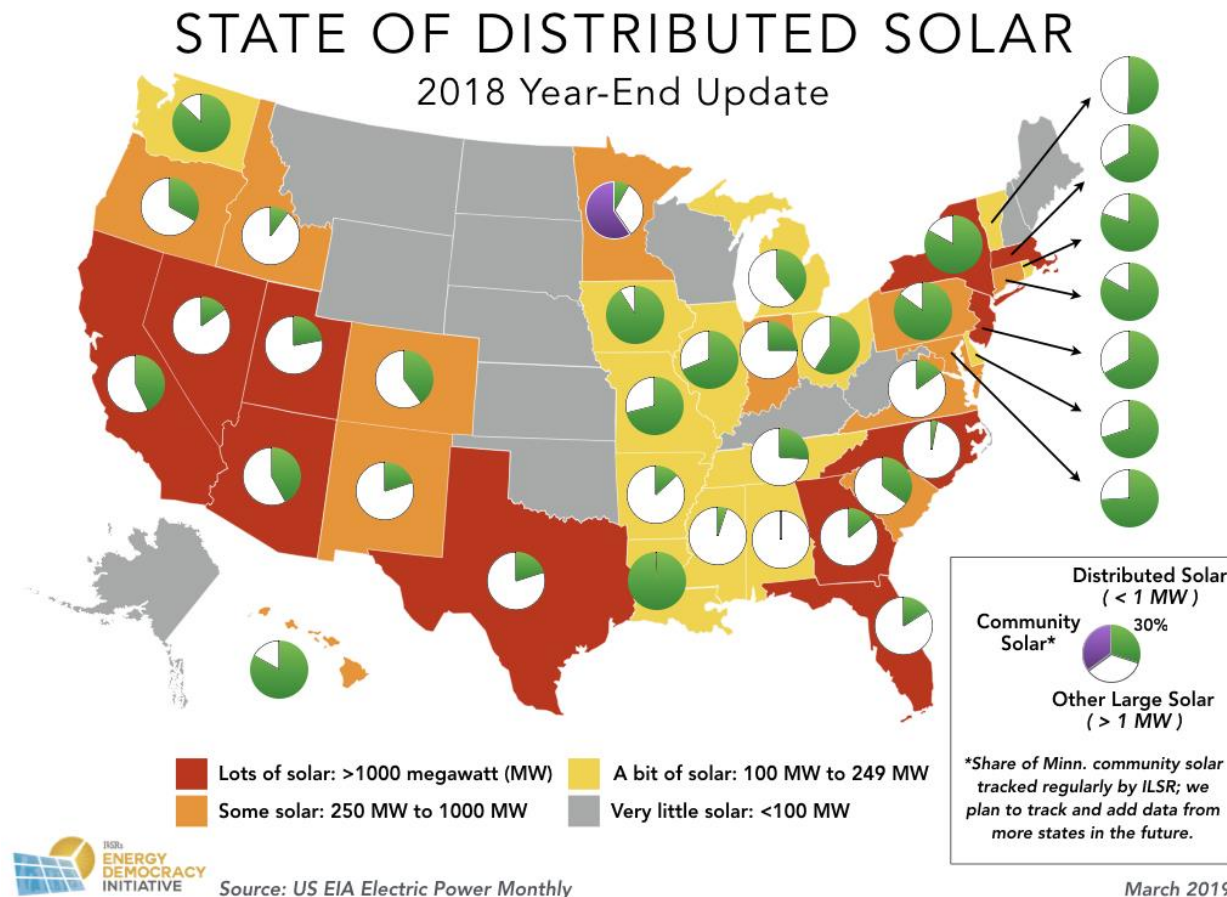 STATE OF DISTRIBUTED SOLAR
2018 Year-End Update
Distributed Solar
( < 1 MW )
Community
Solar*
30%
Other Large Solar
( > 1 MW )
*Share of Minn. community solar
tracked regularly by ILSR; we
plan to track and add data from
more states in the future.
Lots of solar: >1000 megawatt (MW)
A bit of solar: 100 MW to 249 MW
Some solar: 250 MW to 1000 MW
Very little solar: <100 MW
ILSR's
ENERGY
DEMOCRACY
INITIATIVE
Source: US EIA Electric Power Monthly
March 2019